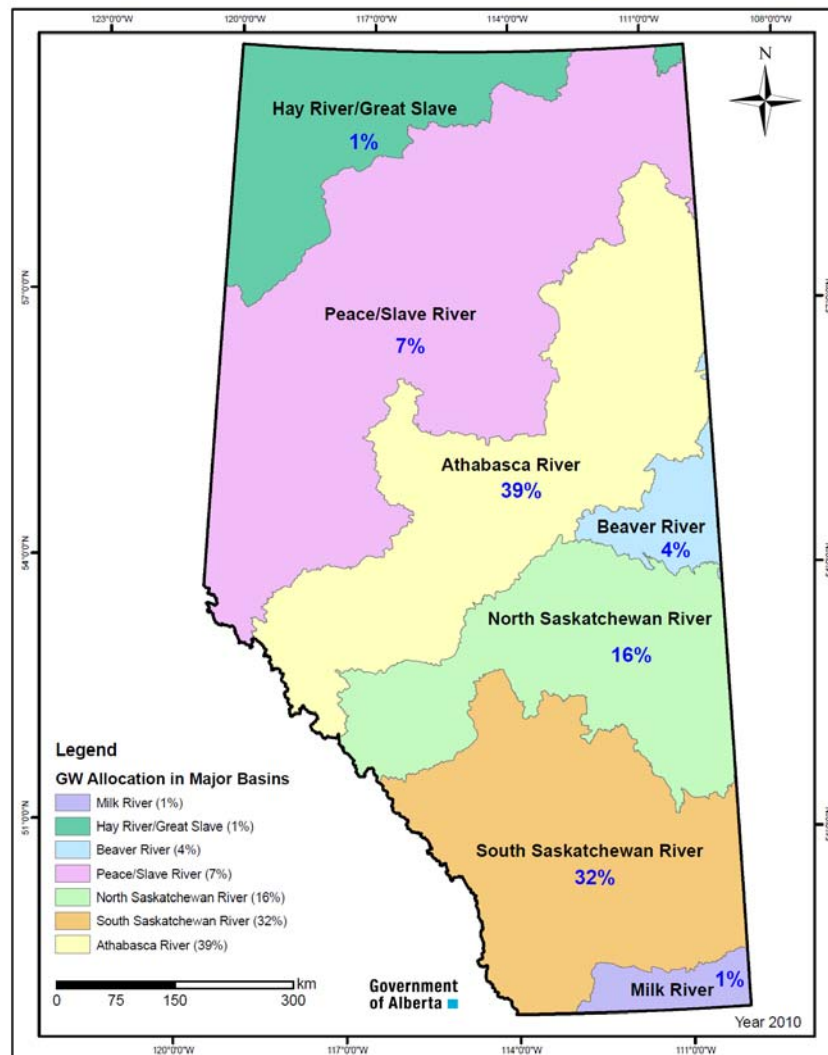 123°0'0"W 120°0'0"W 117°0'0"W 114°0'0"W 111°0'0"W 108°0'0"W
N
Hay River/Great Slave
1%
57°0'0"N
Peace/Slave River
7%
Athabasca River
39%
Beaver River
4%
54°0'0"N
North Saskatchewan River
16%
Legend
GW Allocation in Major Basins
Milk River (1%)
Hay River/Great Slave (1%)
Beaver River (4%)
Peace/Slave River (7%)
North Saskatchewan River (16%)
South Saskatchewan River (32%)
Athabasca River (39%)
51°0'0"N
South Saskatchewan River
32%
km
0 75 150 300
Government
of Alberta
Milk River 1%
Year 2010
120°0'0"W 117°0'0"W 114°0'0"W 111°0'0"W